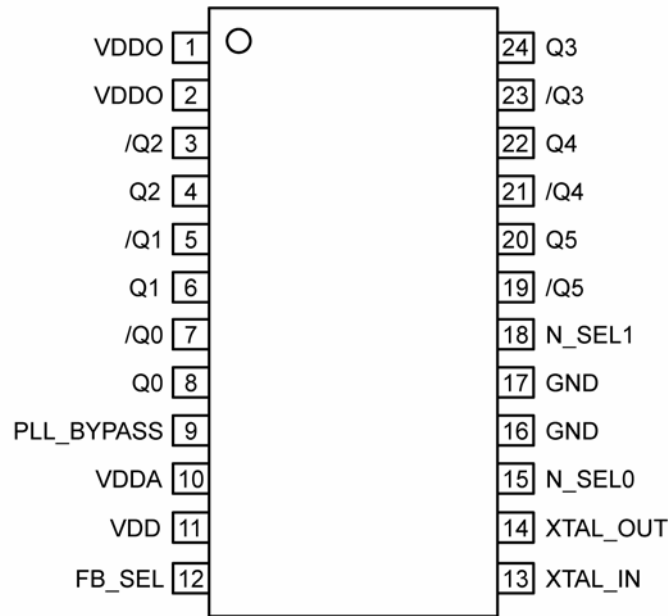 VDDO 1 24 Q3
VDDO 2 23 /Q3
/Q2 3 22 Q4
Q2 4 21 /Q4
/Q1 5 20 Q5
Q1 6 19 /Q5
/Q0 7 18 N_SEL1
Q0 8 17 GND
PLL_BYPASS 9 16 GND
VDDA 10 15 N_SEL0
VDD 11 14 XTAL_OUT
FB_SEL 12 13 XTAL_IN